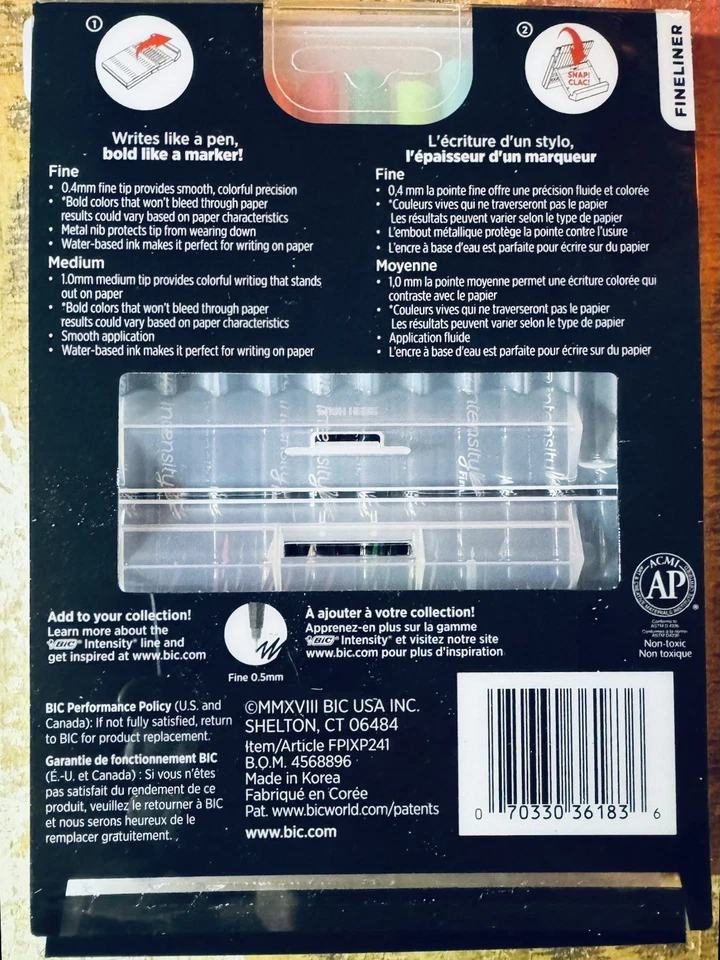 1
2
SNAP!
CLAC!
FINELINER
Writes like a pen,
bold like a marker!
Fine
• 0.4mm fine tip provides smooth, colorful precision
• *Bold colors that won't bleed through paper
results could vary based on paper characteristics
• Metal nib protects tip from wearing down
• Water-based ink makes it perfect for writing on paper
Medium
• 1.0mm medium tip provides colorful writing that stands
out on paper
• *Bold colors that won't bleed through paper
results could vary based on paper characteristics
• Smooth application
• Water-based ink makes it perfect for writing on paper
L'écriture d'un stylo,
l'épaisseur d'un marqueur
Fine
• 0,4 mm la pointe fine offre une précision fluide et colorée
• *Couleurs vives qui ne traverseront pas le papier
Les résultats peuvent varier selon le type de papier
• L'embout métallique protège la pointe contre l'usure
• L'encre à base d'eau est parfaite pour écrire sur du papier
Moyenne
• 1,0 mm la pointe moyenne permet une écriture colorée qui
contraste avec le papier
• *Couleurs vives qui ne traverseront pas le papier
Les résultats peuvent varier selon le type de papier
• Application fluide
• L'encre à base d'eau est parfaite pour écrire sur du papier
intensity
intensity
intensity
fine
intensity
Add to your collection!
Learn more about the
BIC® Intensity® line and
get inspired at www.bic.com
Fine 0.5mm
À ajouter à votre collection!
Apprenez-en plus sur la gamme
BIC® Intensity® et visitez notre site
www.bic.com pour plus d'inspiration
ACMI
AP
®
Non-toxic
Non toxique
BIC Performance Policy (U.S. and
Canada): If not fully satisfied, return
to BIC for product replacement.
Garantie de fonctionnement BIC
(É.-U. et Canada) : Si vous n'êtes
pas satisfait du rendement de ce
produit, veuillez le retourner à BIC
et nous serons heureux de le
remplacer gratuitement.
©MMXVIII BIC USA INC.
SHELTON, CT 06484
Item/Article FPIXP241
B.O.M. 4568896
Made in Korea
Fabriqué en Corée
Pat. www.bicworld.com/patents
www.bic.com
0 70330 36183 6